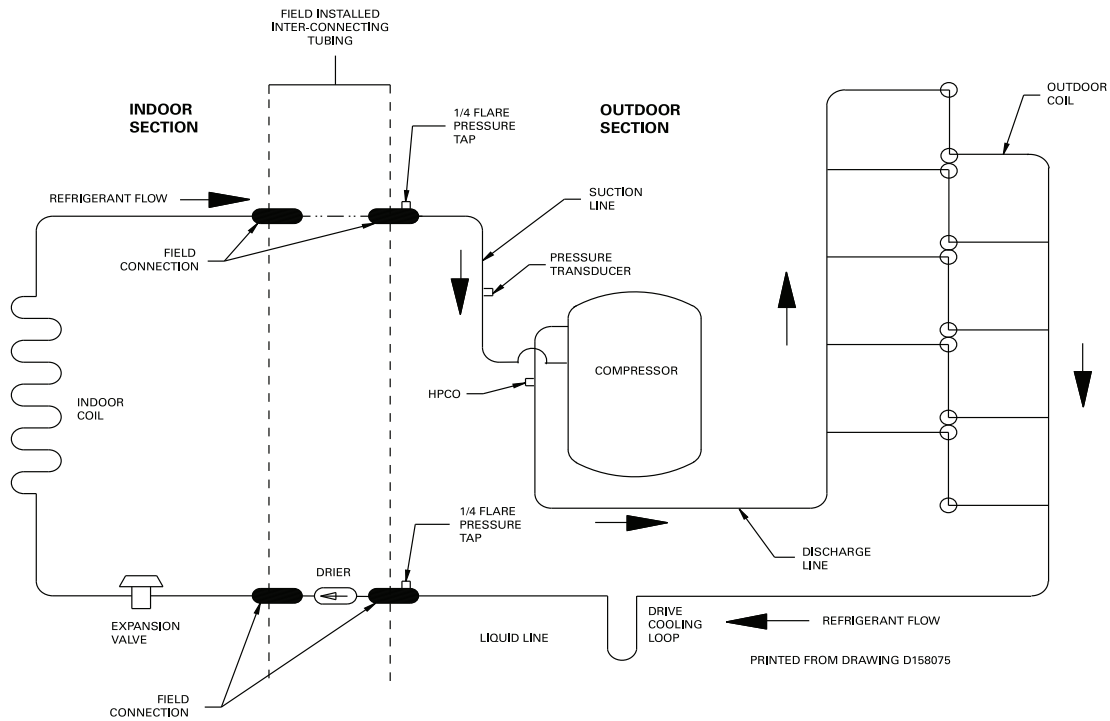 FIELD INSTALLED
INTER-CONNECTING
TUBING
INDOOR
SECTION
1/4 FLARE
PRESSURE
TAP
OUTDOOR
SECTION
OUTDOOR
COIL
REFRIGERANT FLOW
SUCTION
LINE
FIELD
CONNECTION
PRESSURE
TRANSDUCER
COMPRESSOR
HPCO
INDOOR
COIL
1/4 FLARE
PRESSURE
TAP
DISCHARGE
LINE
DRIER
EXPANSION
VALVE
LIQUID LINE
DRIVE
COOLING
LOOP
REFRIGERANT FLOW
PRINTED FROM DRAWING D158075
FIELD
CONNECTION